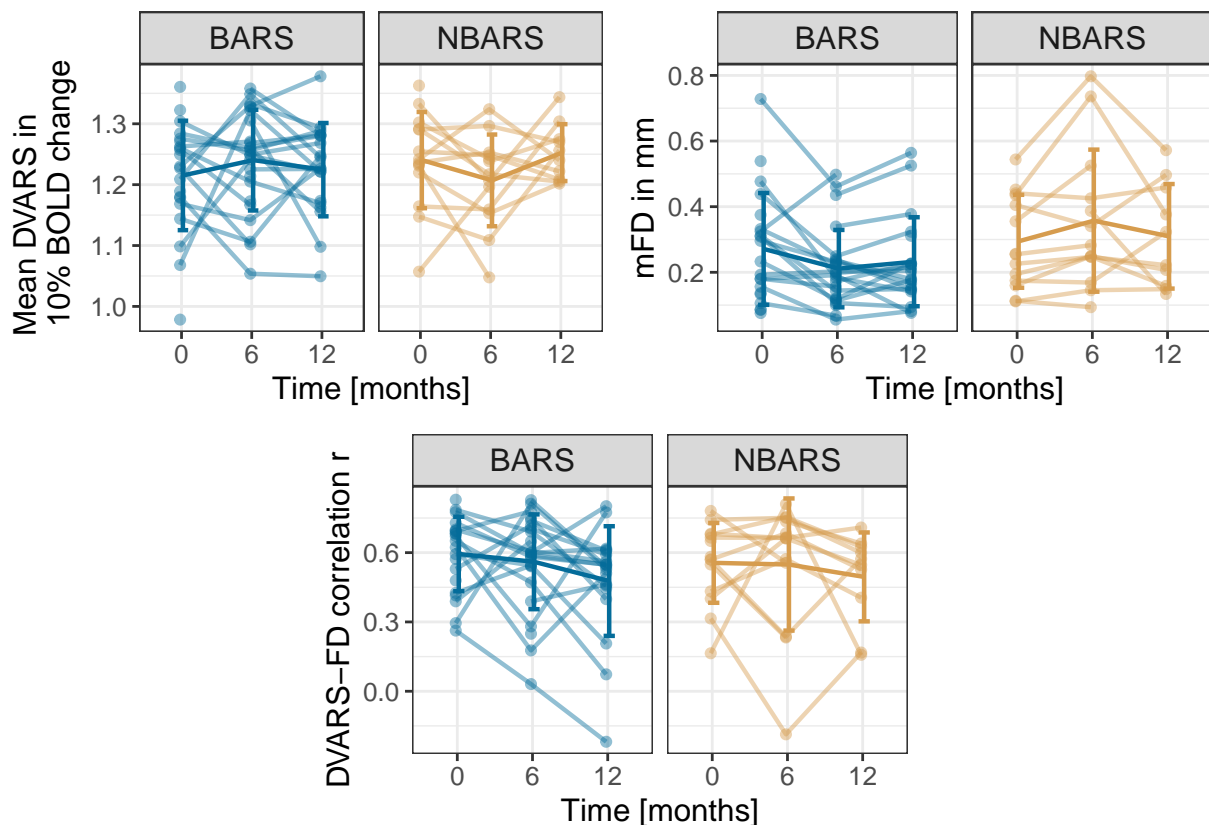 BARS NBARS
Mean DVARS in
10% BOLD change
1.3
1.2
1.1
1.0
0 6 12 0 6 12
Time [months]
BARS NBARS
mFD in mm
0.8
0.6
0.4
0.2
0 6 12 0 6 12
Time [months]
BARS NBARS
DVARS−FD correlation r
0.6
0.3
0.0
0 6 12 0 6 12
Time [months]